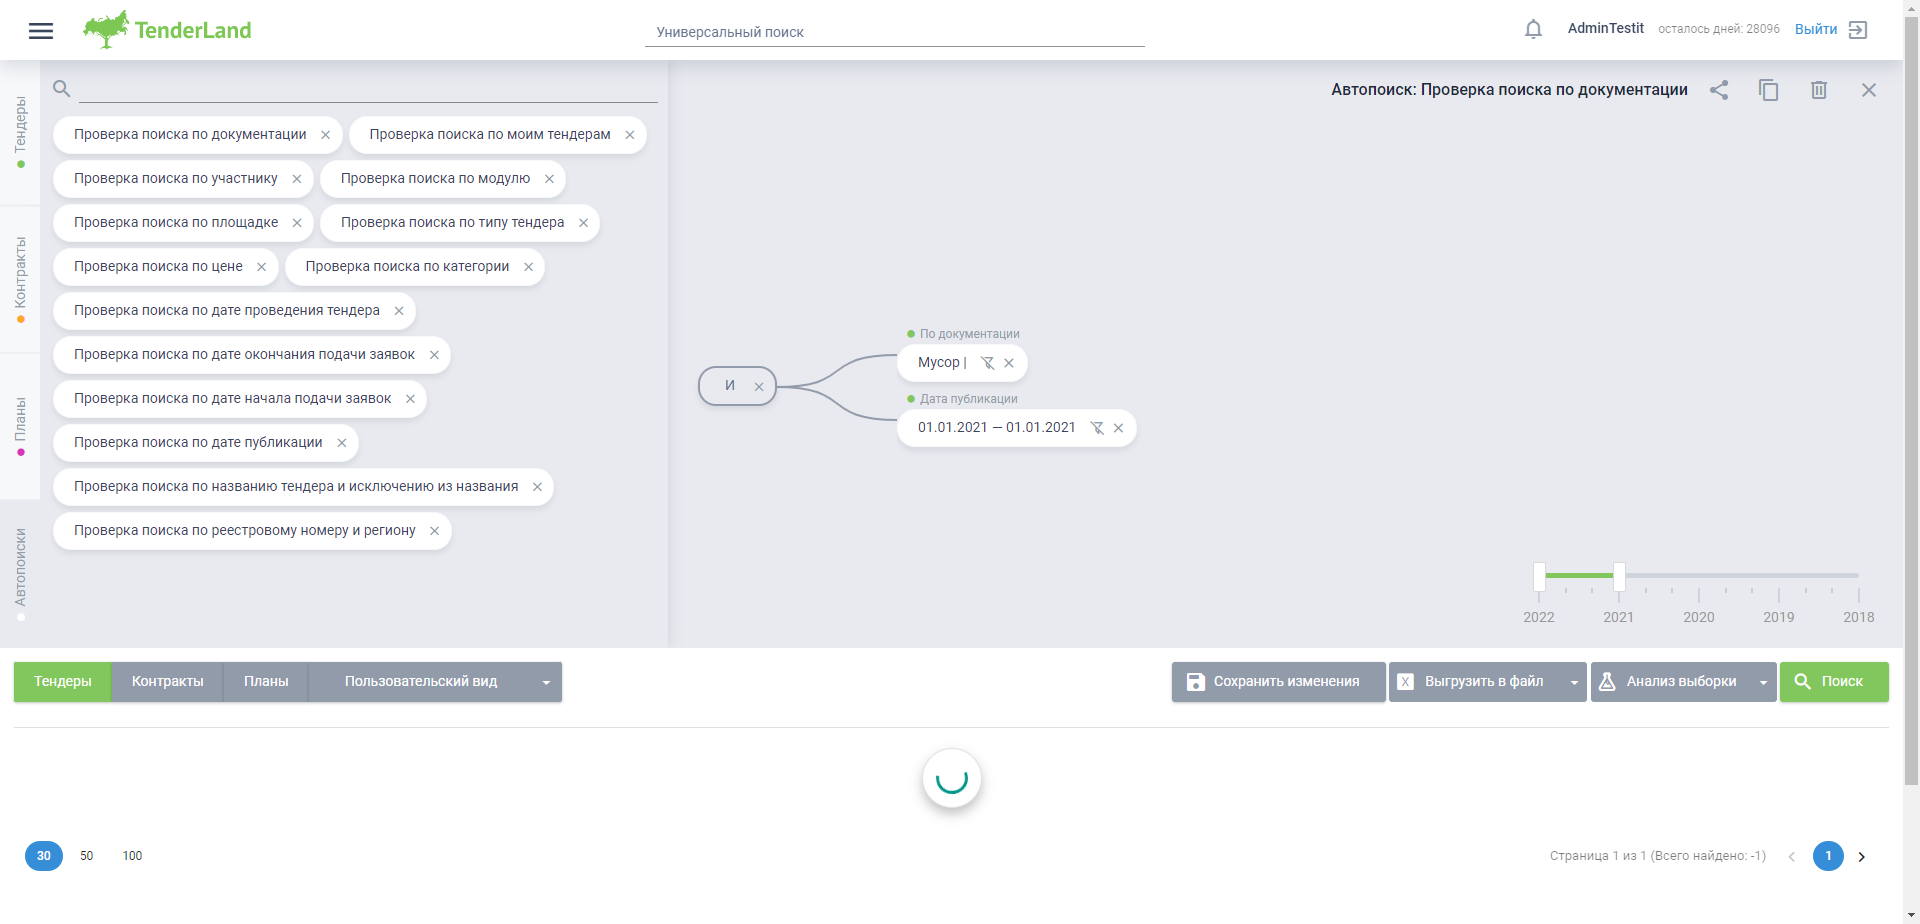 TenderLand
Универсальный поиск
AdminTestit
осталось дней: 28096
Выйти
Тендеры
Контракты
Планы
Автопоиски
Проверка поиска по документации
Проверка поиска по моим тендерам
Проверка поиска по участнику
Проверка поиска по модулю
Проверка поиска по площадке
Проверка поиска по типу тендера
Проверка поиска по цене
Проверка поиска по категории
Проверка поиска по дате проведения тендера
Проверка поиска по дате окончания подачи заявок
Проверка поиска по дате начала подачи заявок
Проверка поиска по дате публикации
Проверка поиска по названию тендера и исключению из названия
Проверка поиска по реестровому номеру и региону
Автопоиск: Проверка поиска по документации
И
По документации
Мусор |
Дата публикации
01.01.2021 — 01.01.2021
2022 2021 2020 2019 2018
Тендеры
Контракты
Планы
Пользовательский вид
Сохранить изменения
X Выгрузить в файл
Анализ выборки
Поиск
30 50 100
Страница 1 из 1 (Всего найдено: -1)
1